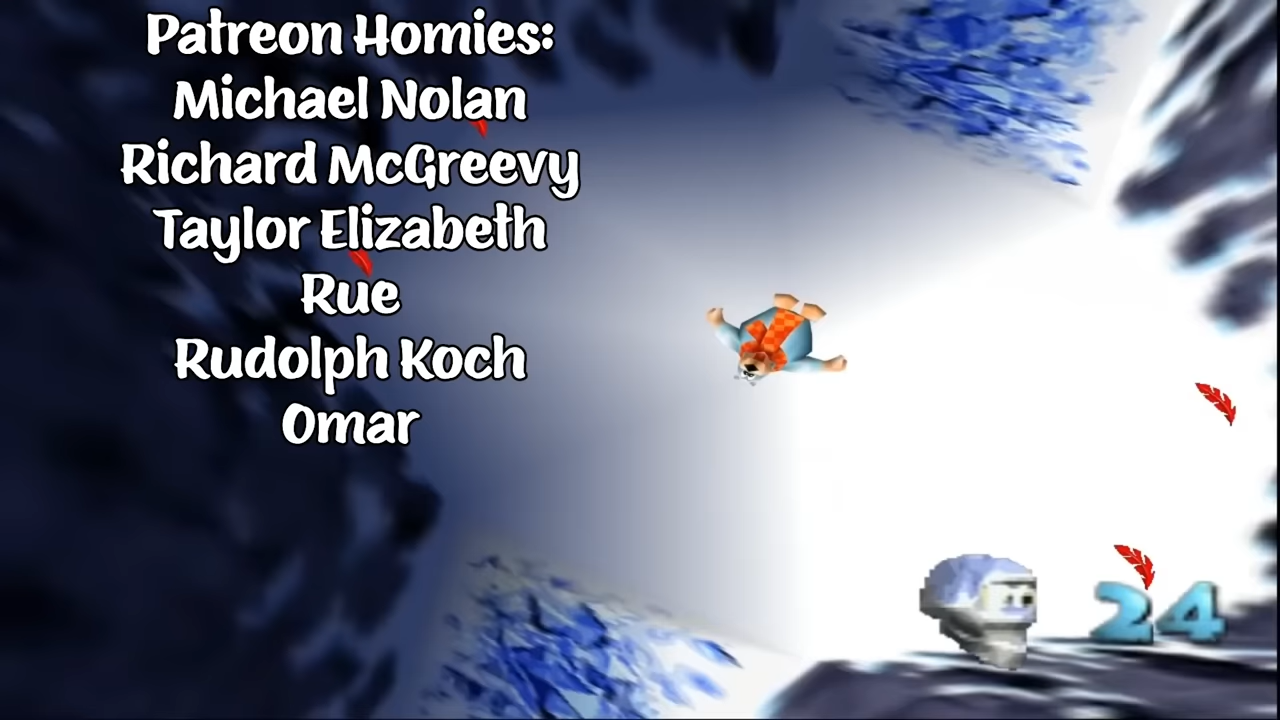 Patreon Homies:
Michael Nolan
Richard McGreevy
Taylor Elizabeth
Rue
Rudolph Koch
Omar
24